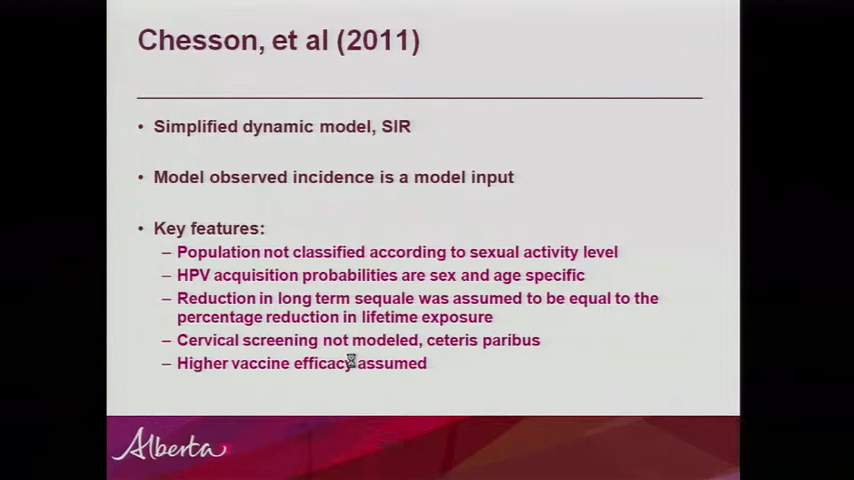 Chesson, et al (2011)
• Simplified dynamic model, SIR
• Model observed incidence is a model input
• Key features:
– Population not classified according to sexual activity level
– HPV acquisition probabilities are sex and age specific
– Reduction in long term sequale was assumed to be equal to the
percentage reduction in lifetime exposure
– Cervical screening not modeled, ceteris paribus
– Higher vaccine efficacy assumed
Alberta